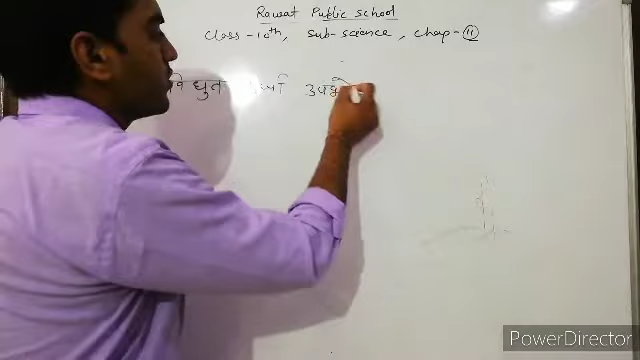 Rawat Public school
Class-10th, sub-science, chap-11
विद्युत
PowerDirector